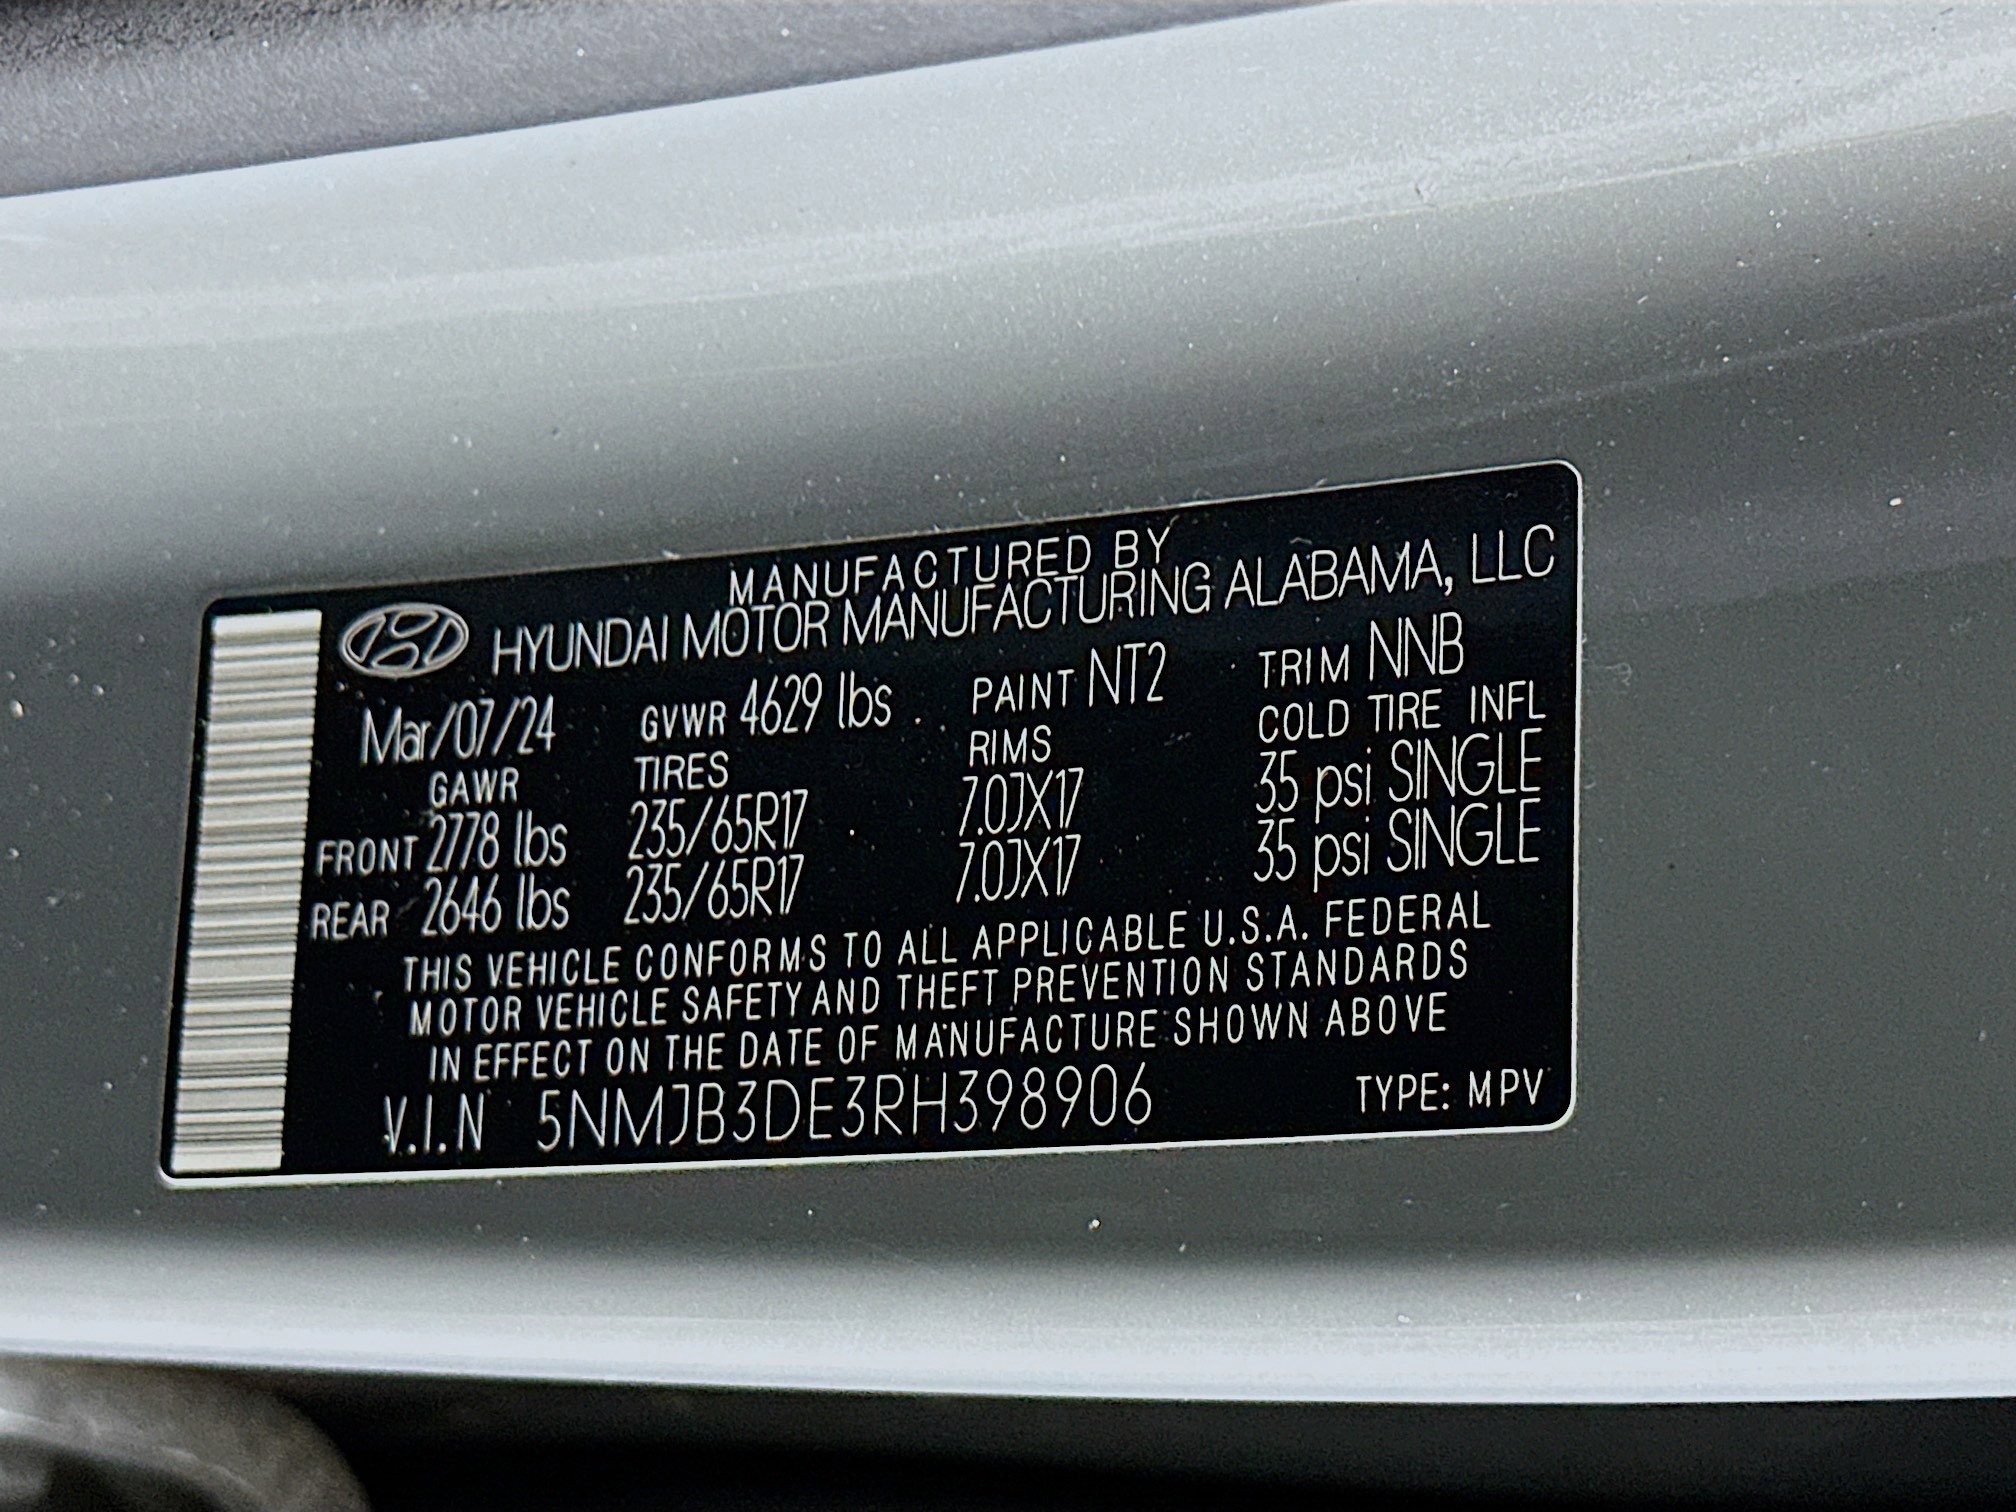 MANUFACTURED BY
HYUNDAI MOTOR MANUFACTURING ALABAMA, LLC
Mar/07/24 GVWR 4629 lbs PAINT NT2 TRIM NNB
GAWR TIRES RIMS COLD TIRE INFL
FRONT 2778 lbs 235/65R17 7.0JX17 35 psi SINGLE
REAR 2646 lbs 235/65R17 7.0JX17 35 psi SINGLE
THIS VEHICLE CONFORMS TO ALL APPLICABLE U.S.A. FEDERAL
MOTOR VEHICLE SAFETY AND THEFT PREVENTION STANDARDS
IN EFFECT ON THE DATE OF MANUFACTURE SHOWN ABOVE
V.I.N 5NMJB3DE3RH398906 TYPE: MPV